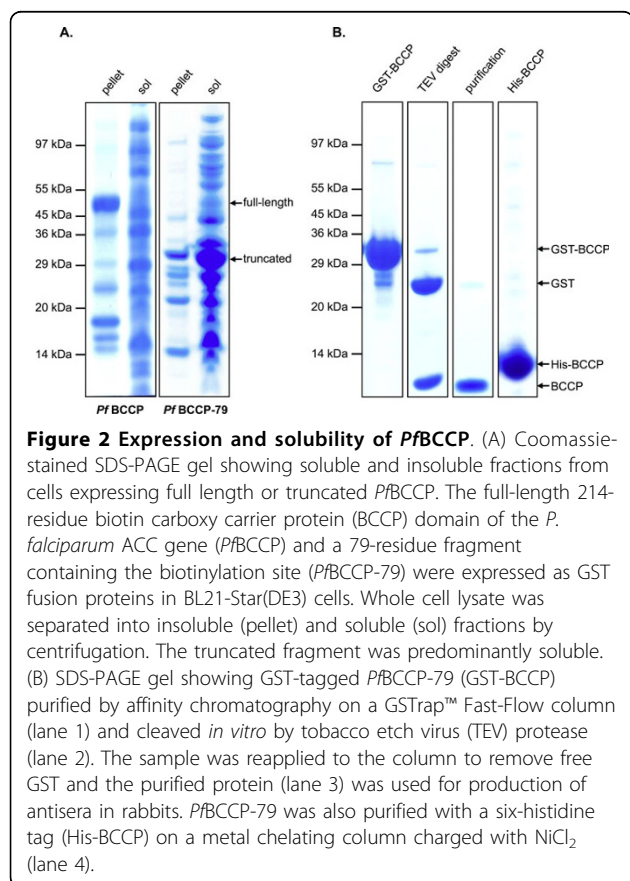 A.
B.
pellet
sol
pellet
sol
GST-BCCP
TEV digest
purification
His-BCCP
97 kDa
55 kDa
45 kDa
36 kDa
29 kDa
20 kDa
14 kDa
full-length
truncated
Pf BCCP
Pf BCCP-79
97 kDa
55 kDa
45 kDa
36 kDa
29 kDa
20 kDa
14 kDa
GST-BCCP
GST
His-BCCP
BCCP
Figure 2 Expression and solubility of PfBCCP. (A) Coomassie-
stained SDS-PAGE gel showing soluble and insoluble fractions from
cells expressing full length or truncated PfBCCP. The full-length 214-
residue biotin carboxy carrier protein (BCCP) domain of the P.
falciparum ACC gene (PfBCCP) and a 79-residue fragment
containing the biotinylation site (PfBCCP-79) were expressed as GST
fusion proteins in BL21-Star(DE3) cells. Whole cell lysate was
separated into insoluble (pellet) and soluble (sol) fractions by
centrifugation. The truncated fragment was predominantly soluble.
(B) SDS-PAGE gel showing GST-tagged PfBCCP-79 (GST-BCCP)
purified by affinity chromatography on a GSTrap™ Fast-Flow column
(lane 1) and cleaved in vitro by tobacco etch virus (TEV) protease
(lane 2). The sample was reapplied to the column to remove free
GST and the purified protein (lane 3) was used for production of
antisera in rabbits. PfBCCP-79 was also purified with a six-histidine
tag (His-BCCP) on a metal chelating column charged with NiCl₂
(lane 4).